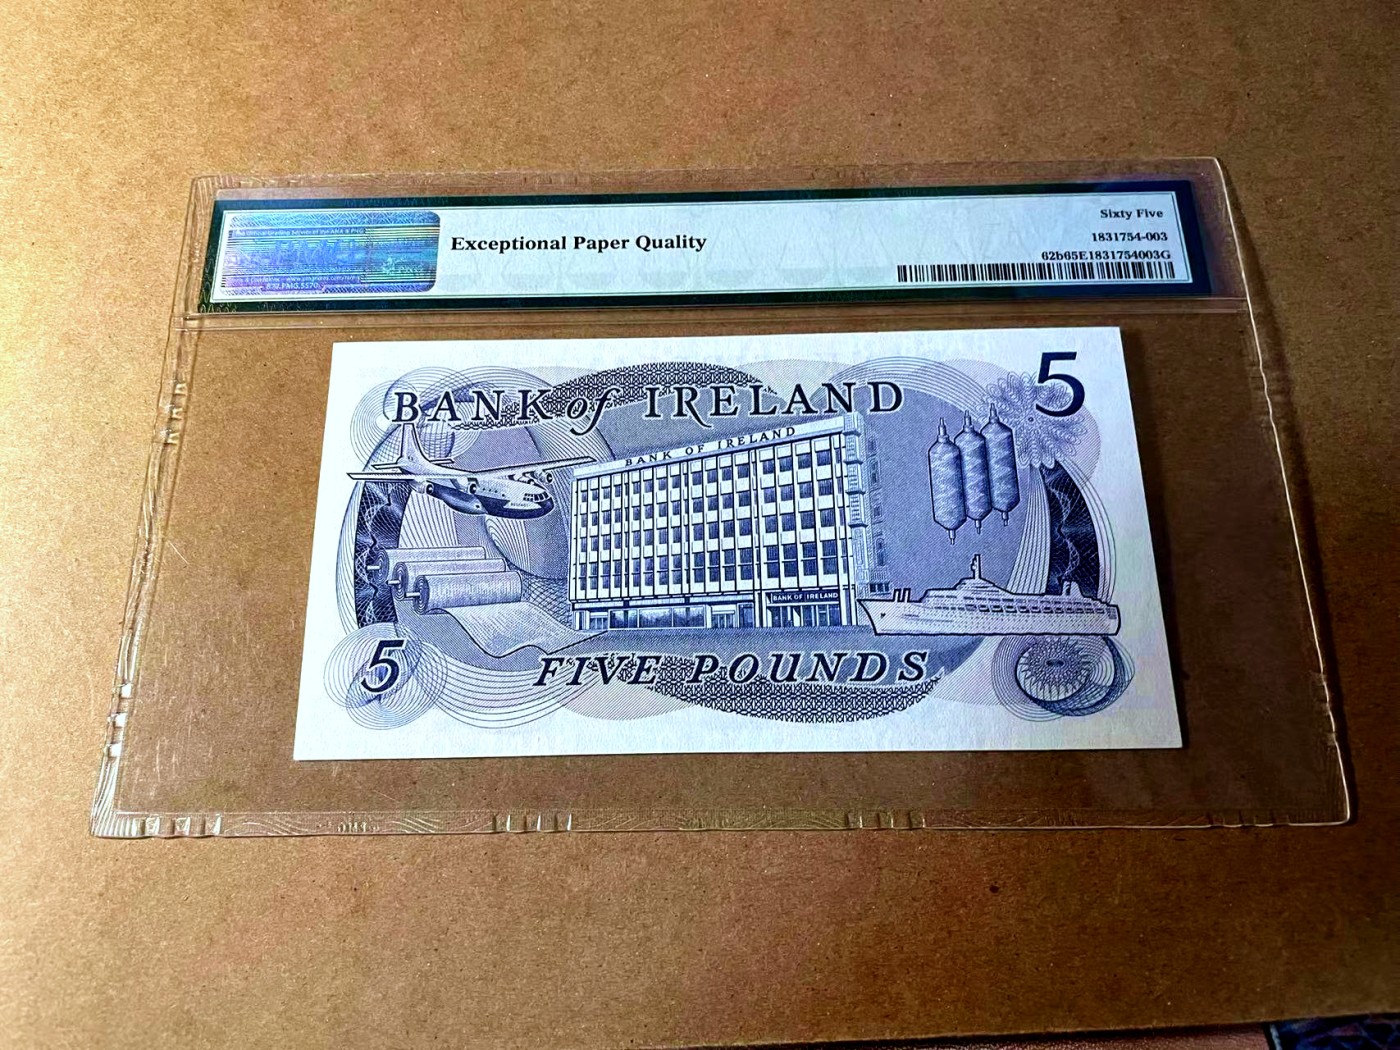 Exceptional Paper Quality
Sixty Five
1831754-003
62b65E1831754003G
BANK of IRELAND
5
BANK OF IRELAND
BANK OF IRELAND
5
FIVE POUNDS